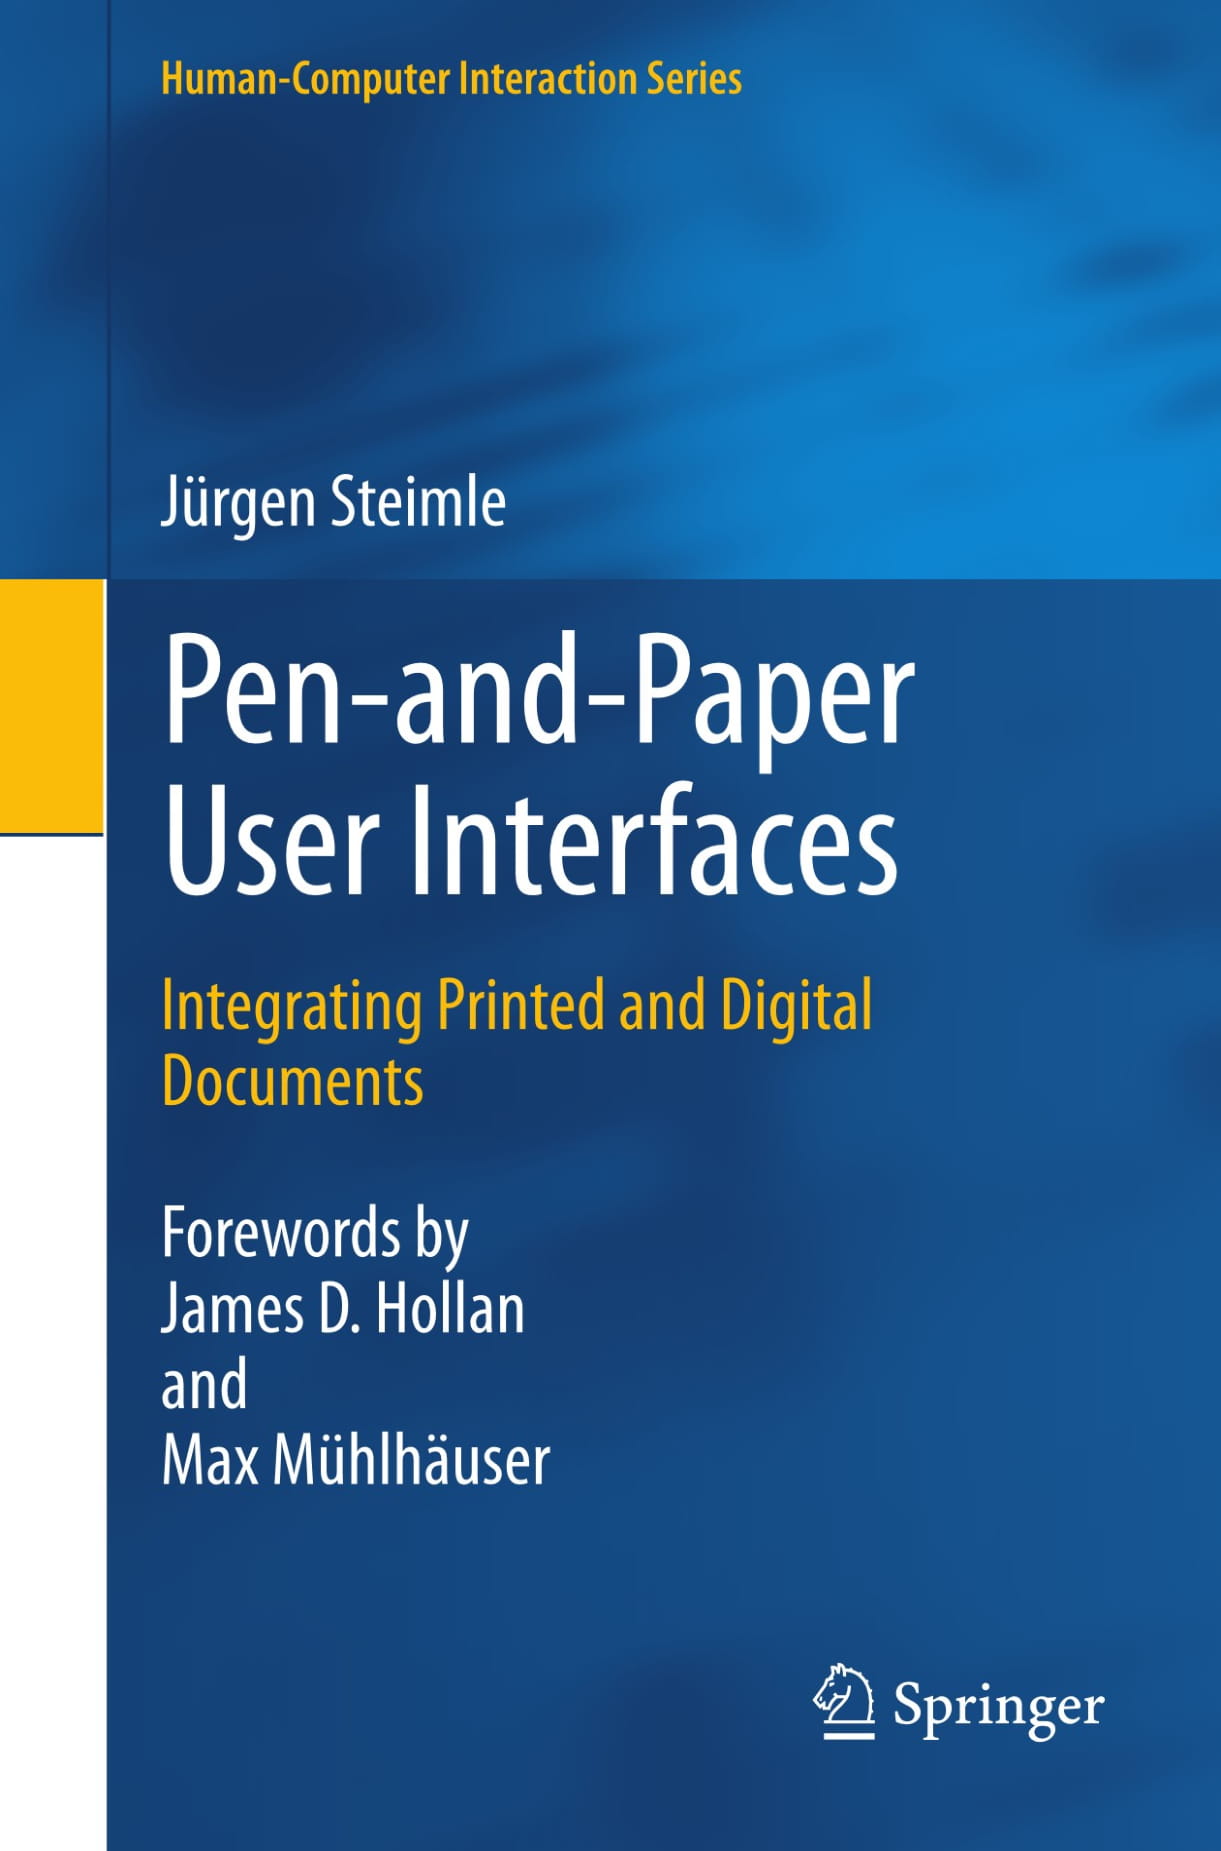 Human-Computer Interaction Series
Jürgen Steimle
Pen-and-Paper
User Interfaces
Integrating Printed and Digital
Documents
Forewords by
James D. Hollan
and
Max Mühlhäuser
Springer